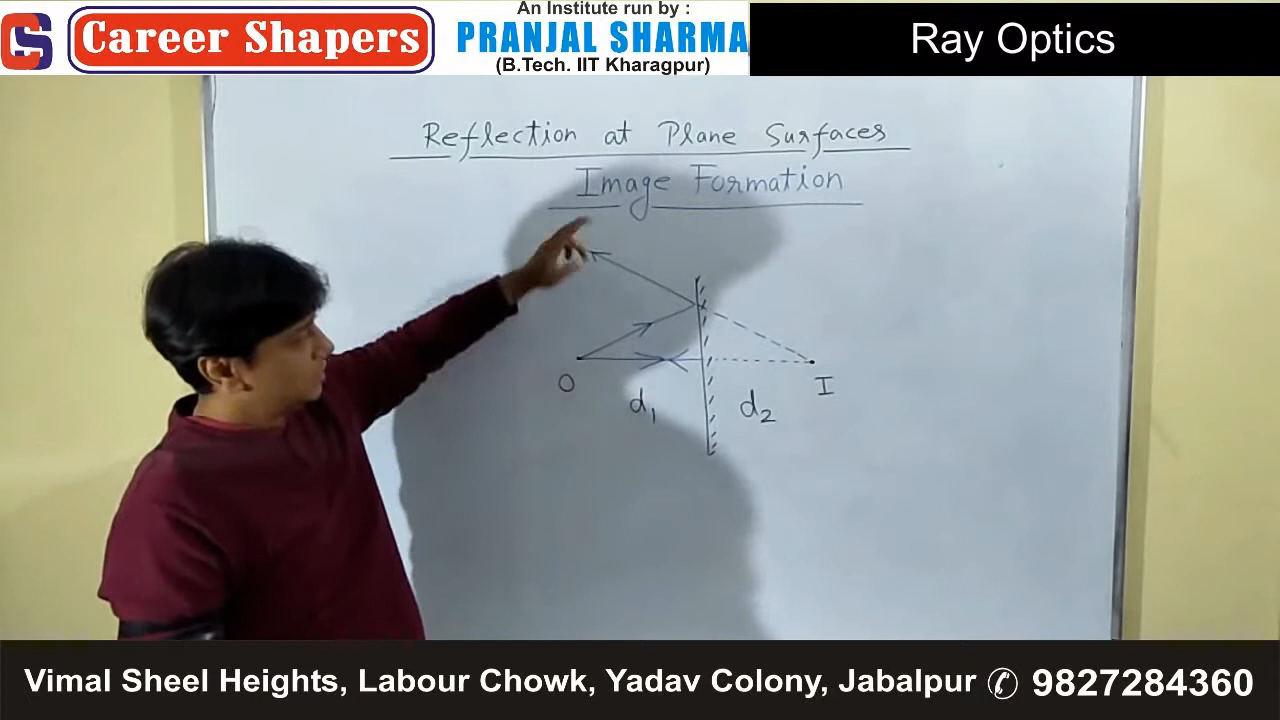 An Institute run by :
CS Career Shapers
PRANJAL SHARMA
(B.Tech. IIT Kharagpur)
Ray Optics
Reflection at Plane Surfaces
Image Formation
O
d1
d2
I
Vimal Sheel Heights, Labour Chowk, Yadav Colony, Jabalpur ✆ 9827284360